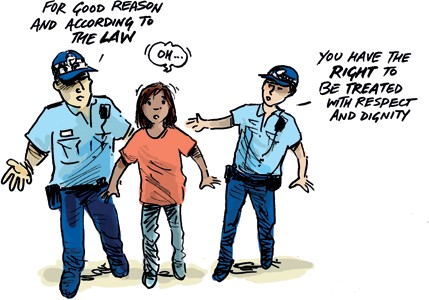 FOR GOOD REASON
AND ACCORDING TO
THE LAW
OH...
YOU HAVE THE
RIGHT TO
BE TREATED
WITH RESPECT
AND DIGNITY